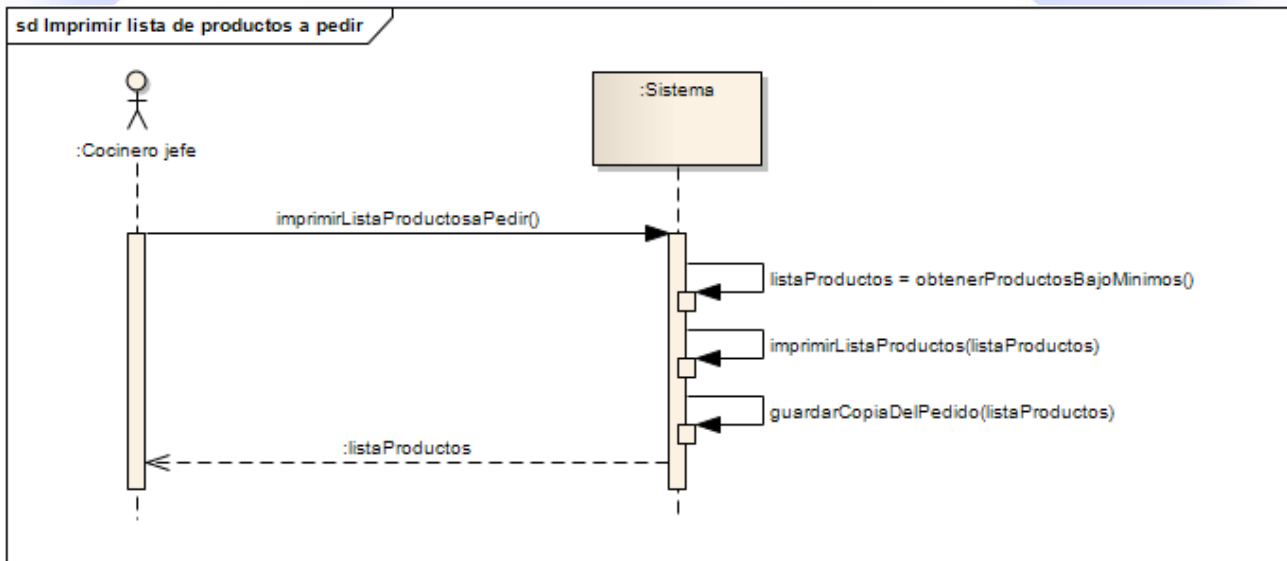 sd Imprimir lista de productos a pedir
:Sistema
:Cocinero jefe
imprimirListaProductosaPedir()
listaProductos = obtenerProductosBajoMinimos()
imprimirListaProductos(listaProductos)
guardarCopiaDelPedido(listaProductos)
:listaProductos